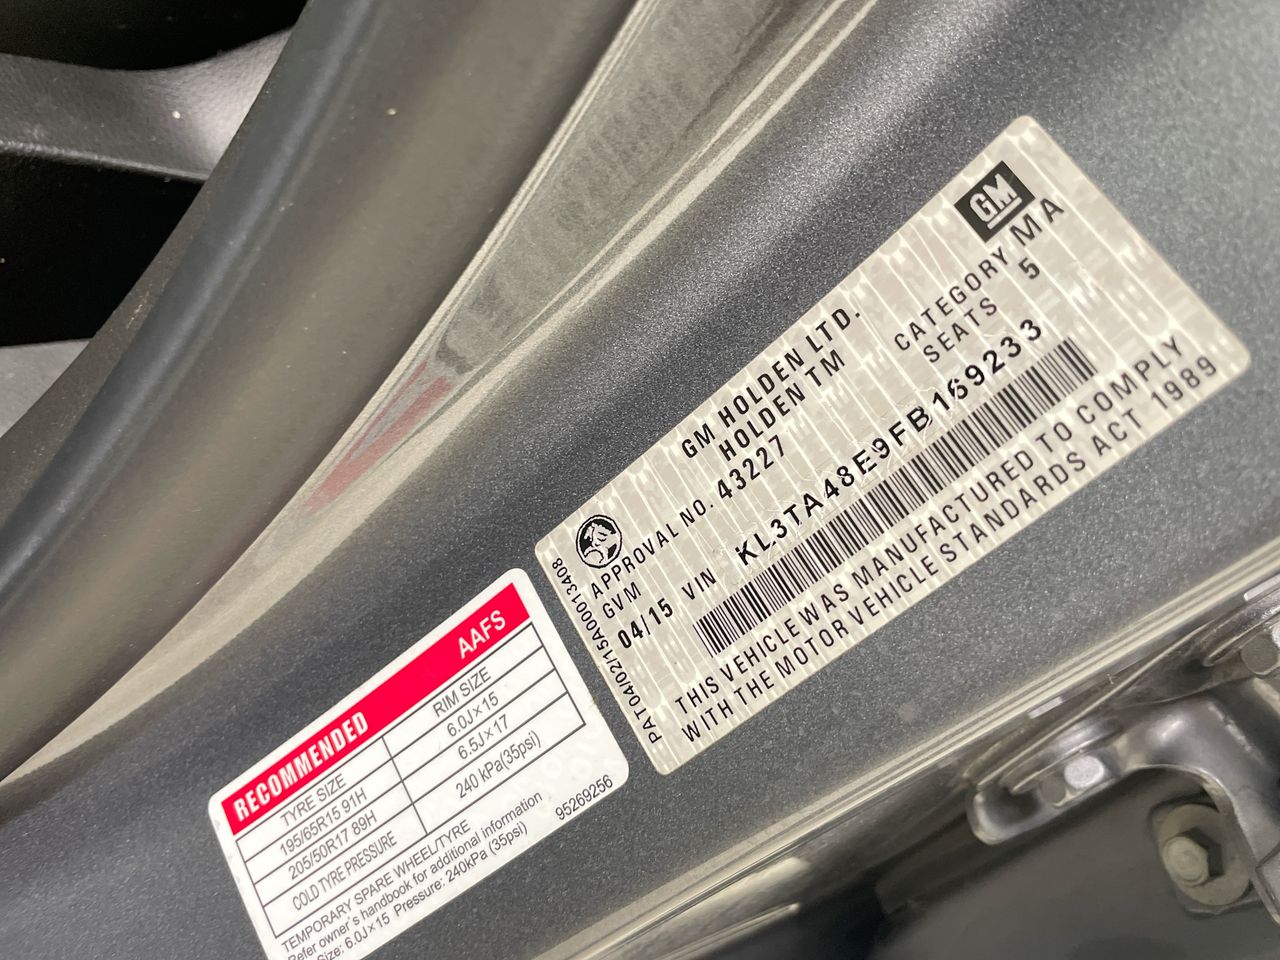 GM
GM HOLDEN LTD.
HOLDEN TM
APPROVAL NO. 43227
CATEGORY MA
GVM
SEATS 5
04/15 VIN KL3TA48E9FB169233
THIS VEHICLE WAS MANUFACTURED TO COMPLY
WITH THE MOTOR VEHICLE STANDARDS ACT 1989
PAT04/02/15A00013408
RECOMMENDED AAFS
TYRE SIZE RIM SIZE
195/65R15 91H 6.0J×15
205/50R17 89H 6.5J×17
COLD TYRE PRESSURE 240 kPa(35psi)
TEMPORARY SPARE WHEEL/TYRE
Refer owner's handbook for additional information
Size: 6.0J×15 Pressure: 240kPa (35psi)
95269256